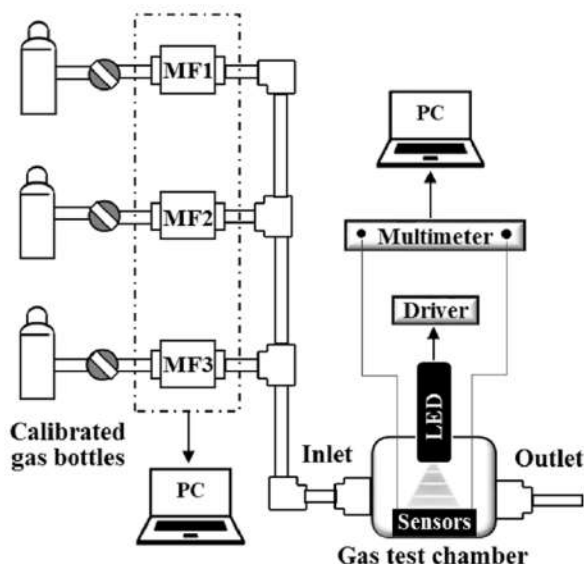 MF1
PC
MF2
Multimeter
Driver
MF3
LED
Calibrated
gas bottles
Inlet
Outlet
PC
Sensors
Gas test chamber